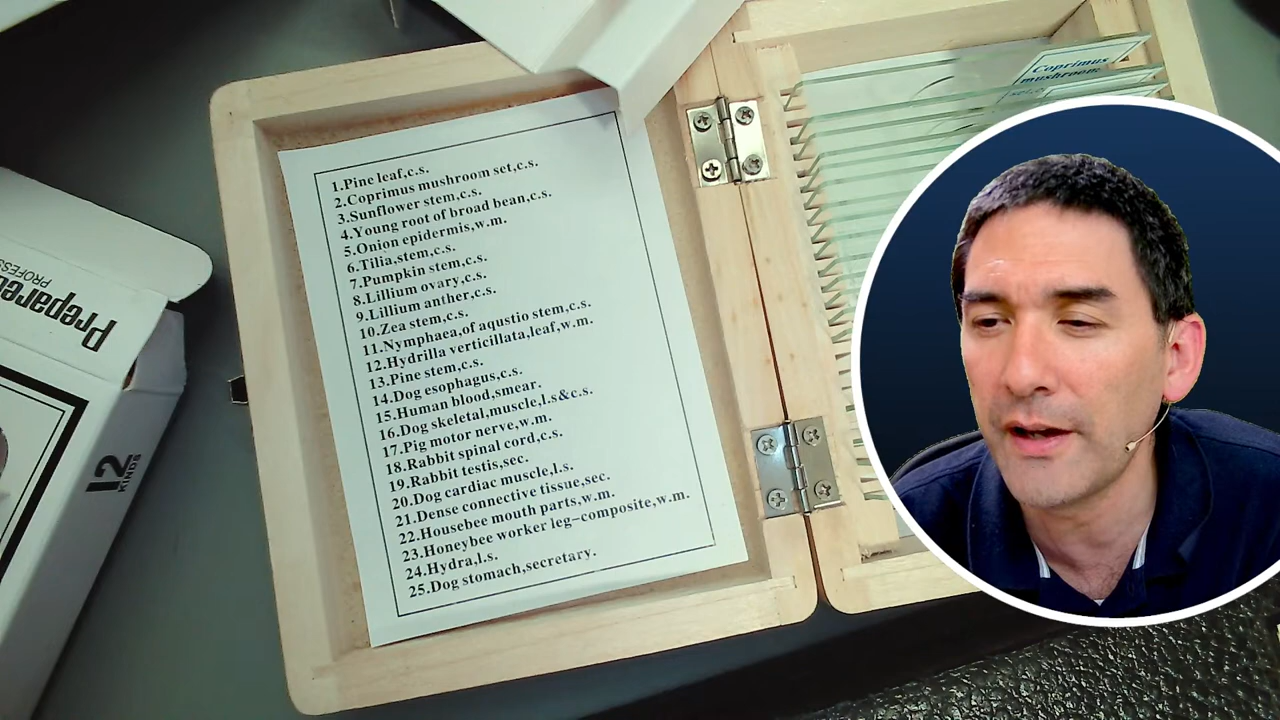 1.Pine leaf,c.s.
2.Coprimus mushroom set,c.s.
3.Sunflower stem,c.s.
4.Young root of broad bean,c.s.
5.Onion epidermis,w.m.
6.Tilia,stem,c.s.
7.Pumpkin stem,c.s.
8.Lillium ovary,c.s.
9.Lillium anther,c.s.
10.Zea stem,c.s.
11.Nymphaea,of aqustio stem,c.s.
12.Hydrilla verticillata,leaf,w.m.
13.Pine stem,c.s.
14.Dog esophagus,c.s.
15.Human blood,smear.
16.Dog skeletal,muscle,l.s&c.s.
17.Pig motor nerve,w.m.
18.Rabbit spinal cord,c.s.
19.Rabbit testis,sec.
20.Dog cardiac muscle,l.s.
21.Dense connective tissue,sec.
22.Housebee mouth parts,w.m.
23.Honeybee worker leg-composite,w.m.
24.Hydra,l.s.
25.Dog stomach,secretary.
Coprimus
mushroom
Prepared
PROFESS
12
KINDS